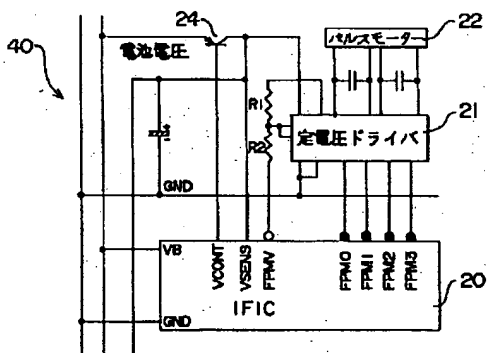 40
24
電池電圧
パルスモーター
22
R1
R2
定電圧ドライバ
21
GND
VB
VCONT
VSENS
FPMV
FPM0
FPM1
FPM2
FPM3
IFIC
GND
20